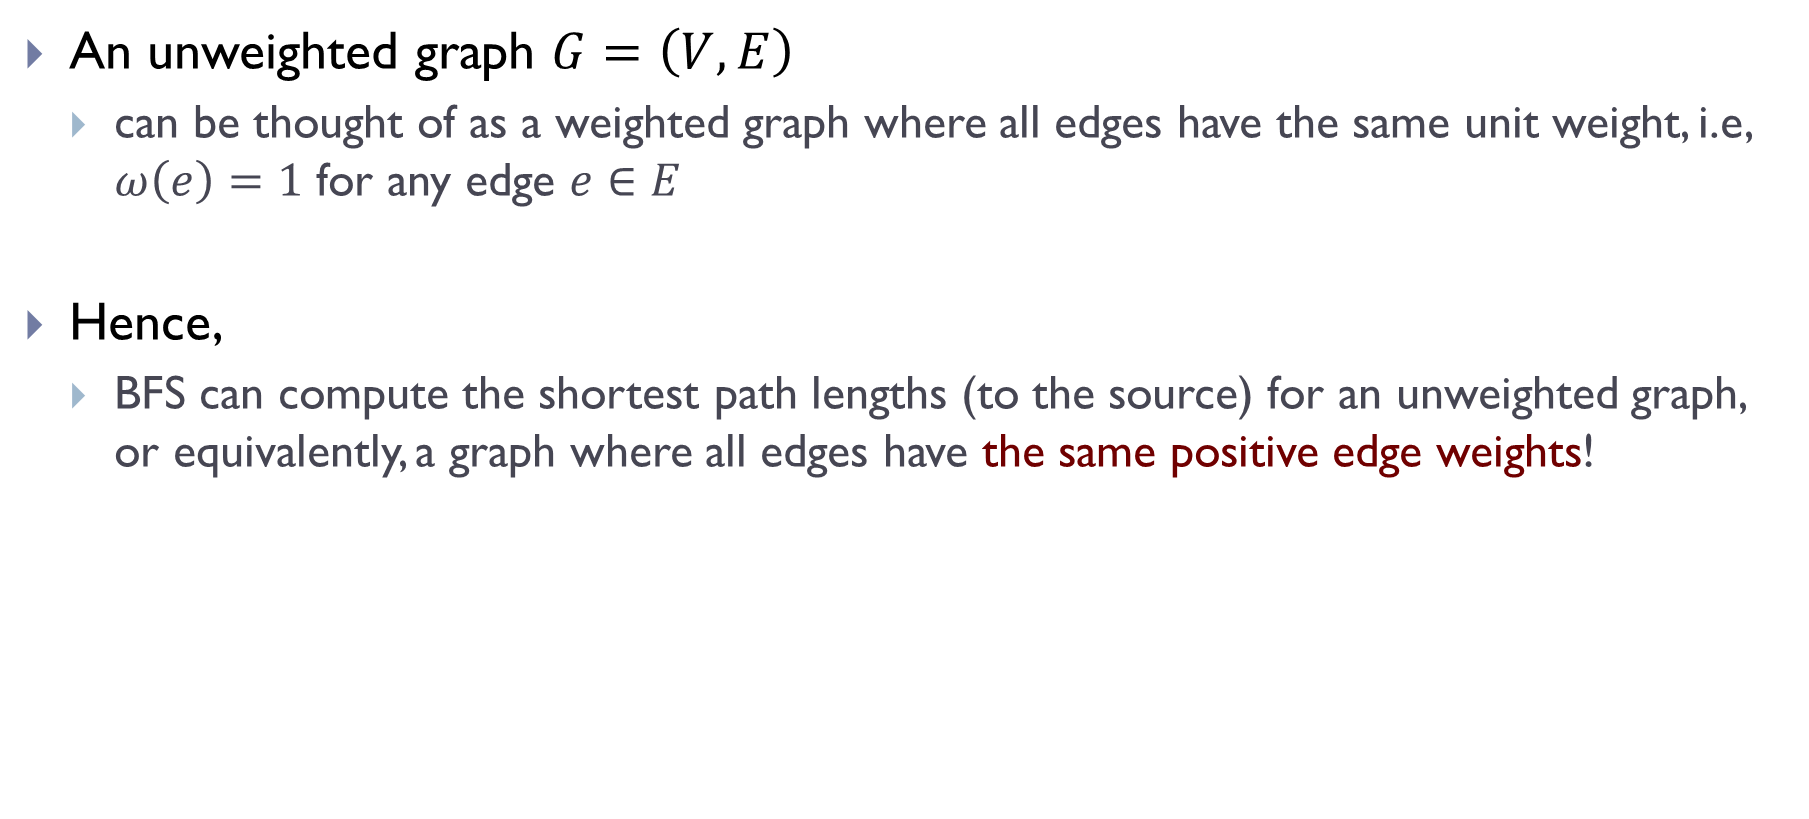 An unweighted graph G = (V, E)
can be thought of as a weighted graph where all edges have the same unit weight, i.e,
ω(e) = 1 for any edge e ∈ E
Hence,
BFS can compute the shortest path lengths (to the source) for an unweighted graph,
or equivalently, a graph where all edges have the same positive edge weights!